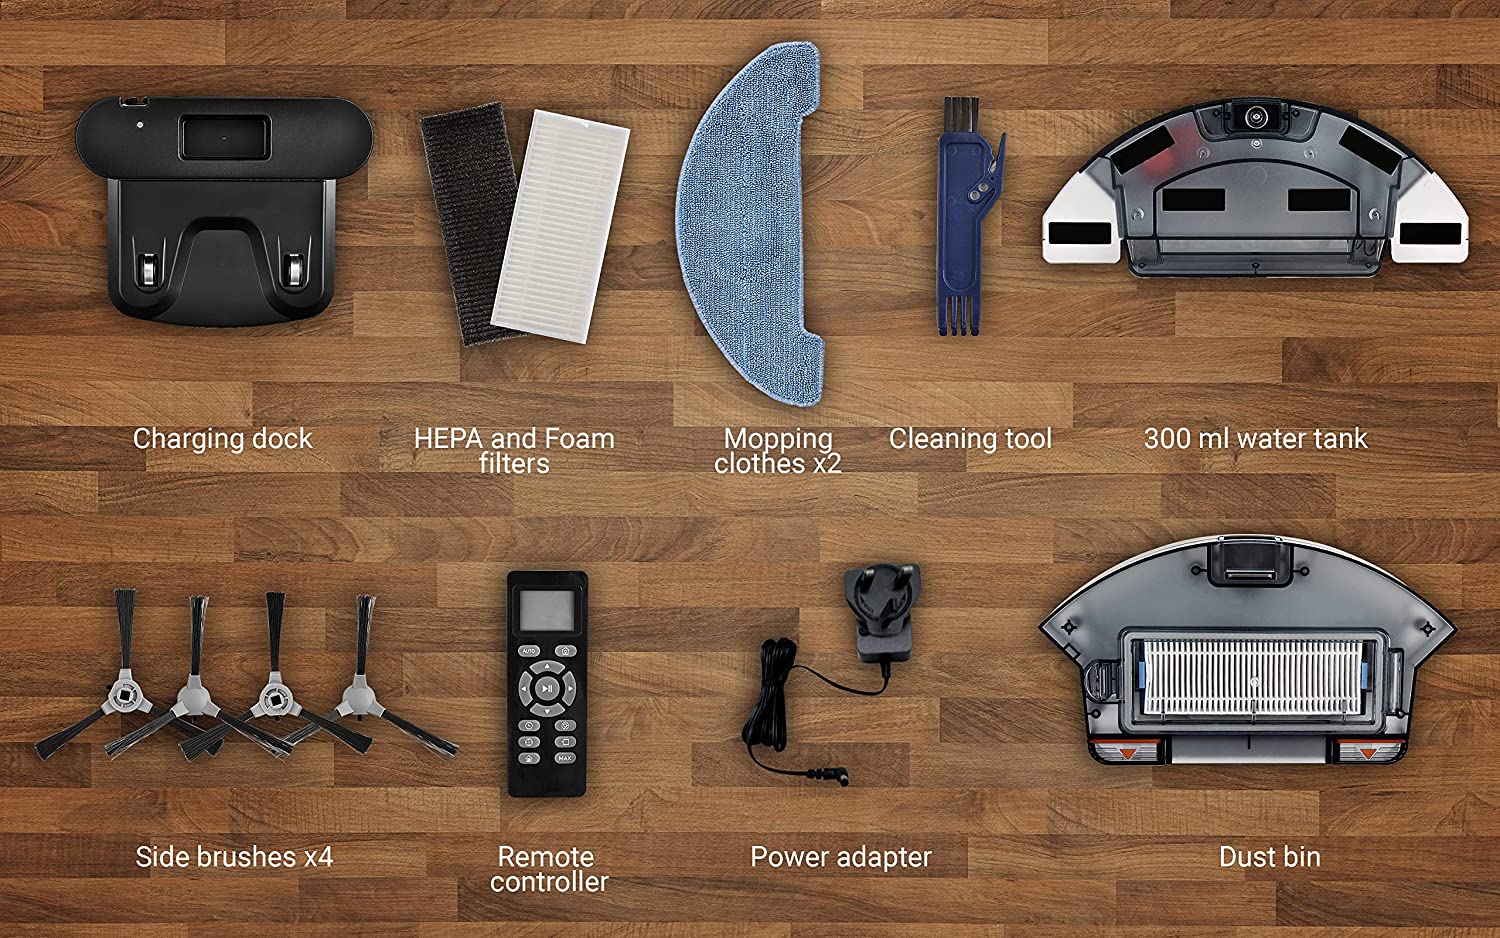 Charging dock
HEPA and Foam
filters
Mopping
clothes x2
Cleaning tool
300 ml water tank
AUTO
MAX
Side brushes x4
Remote
controller
Power adapter
Dust bin